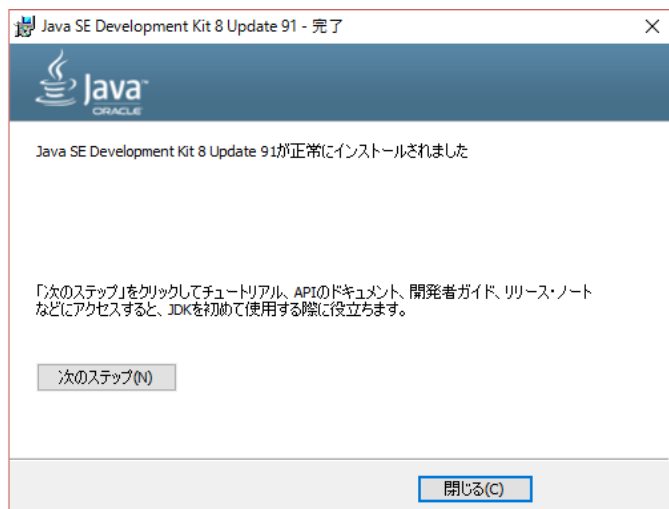 Java SE Development Kit 8 Update 91 - 完了
Java
ORACLE
Java SE Development Kit 8 Update 91が正常にインストールされました
「次のステップ」をクリックしてチュートリアル、APIのドキュメント、開発者ガイド、リリース・ノート
などにアクセスすると、JDKを初めて使用する際に役立ちます。
次のステップ(N)
閉じる(C)